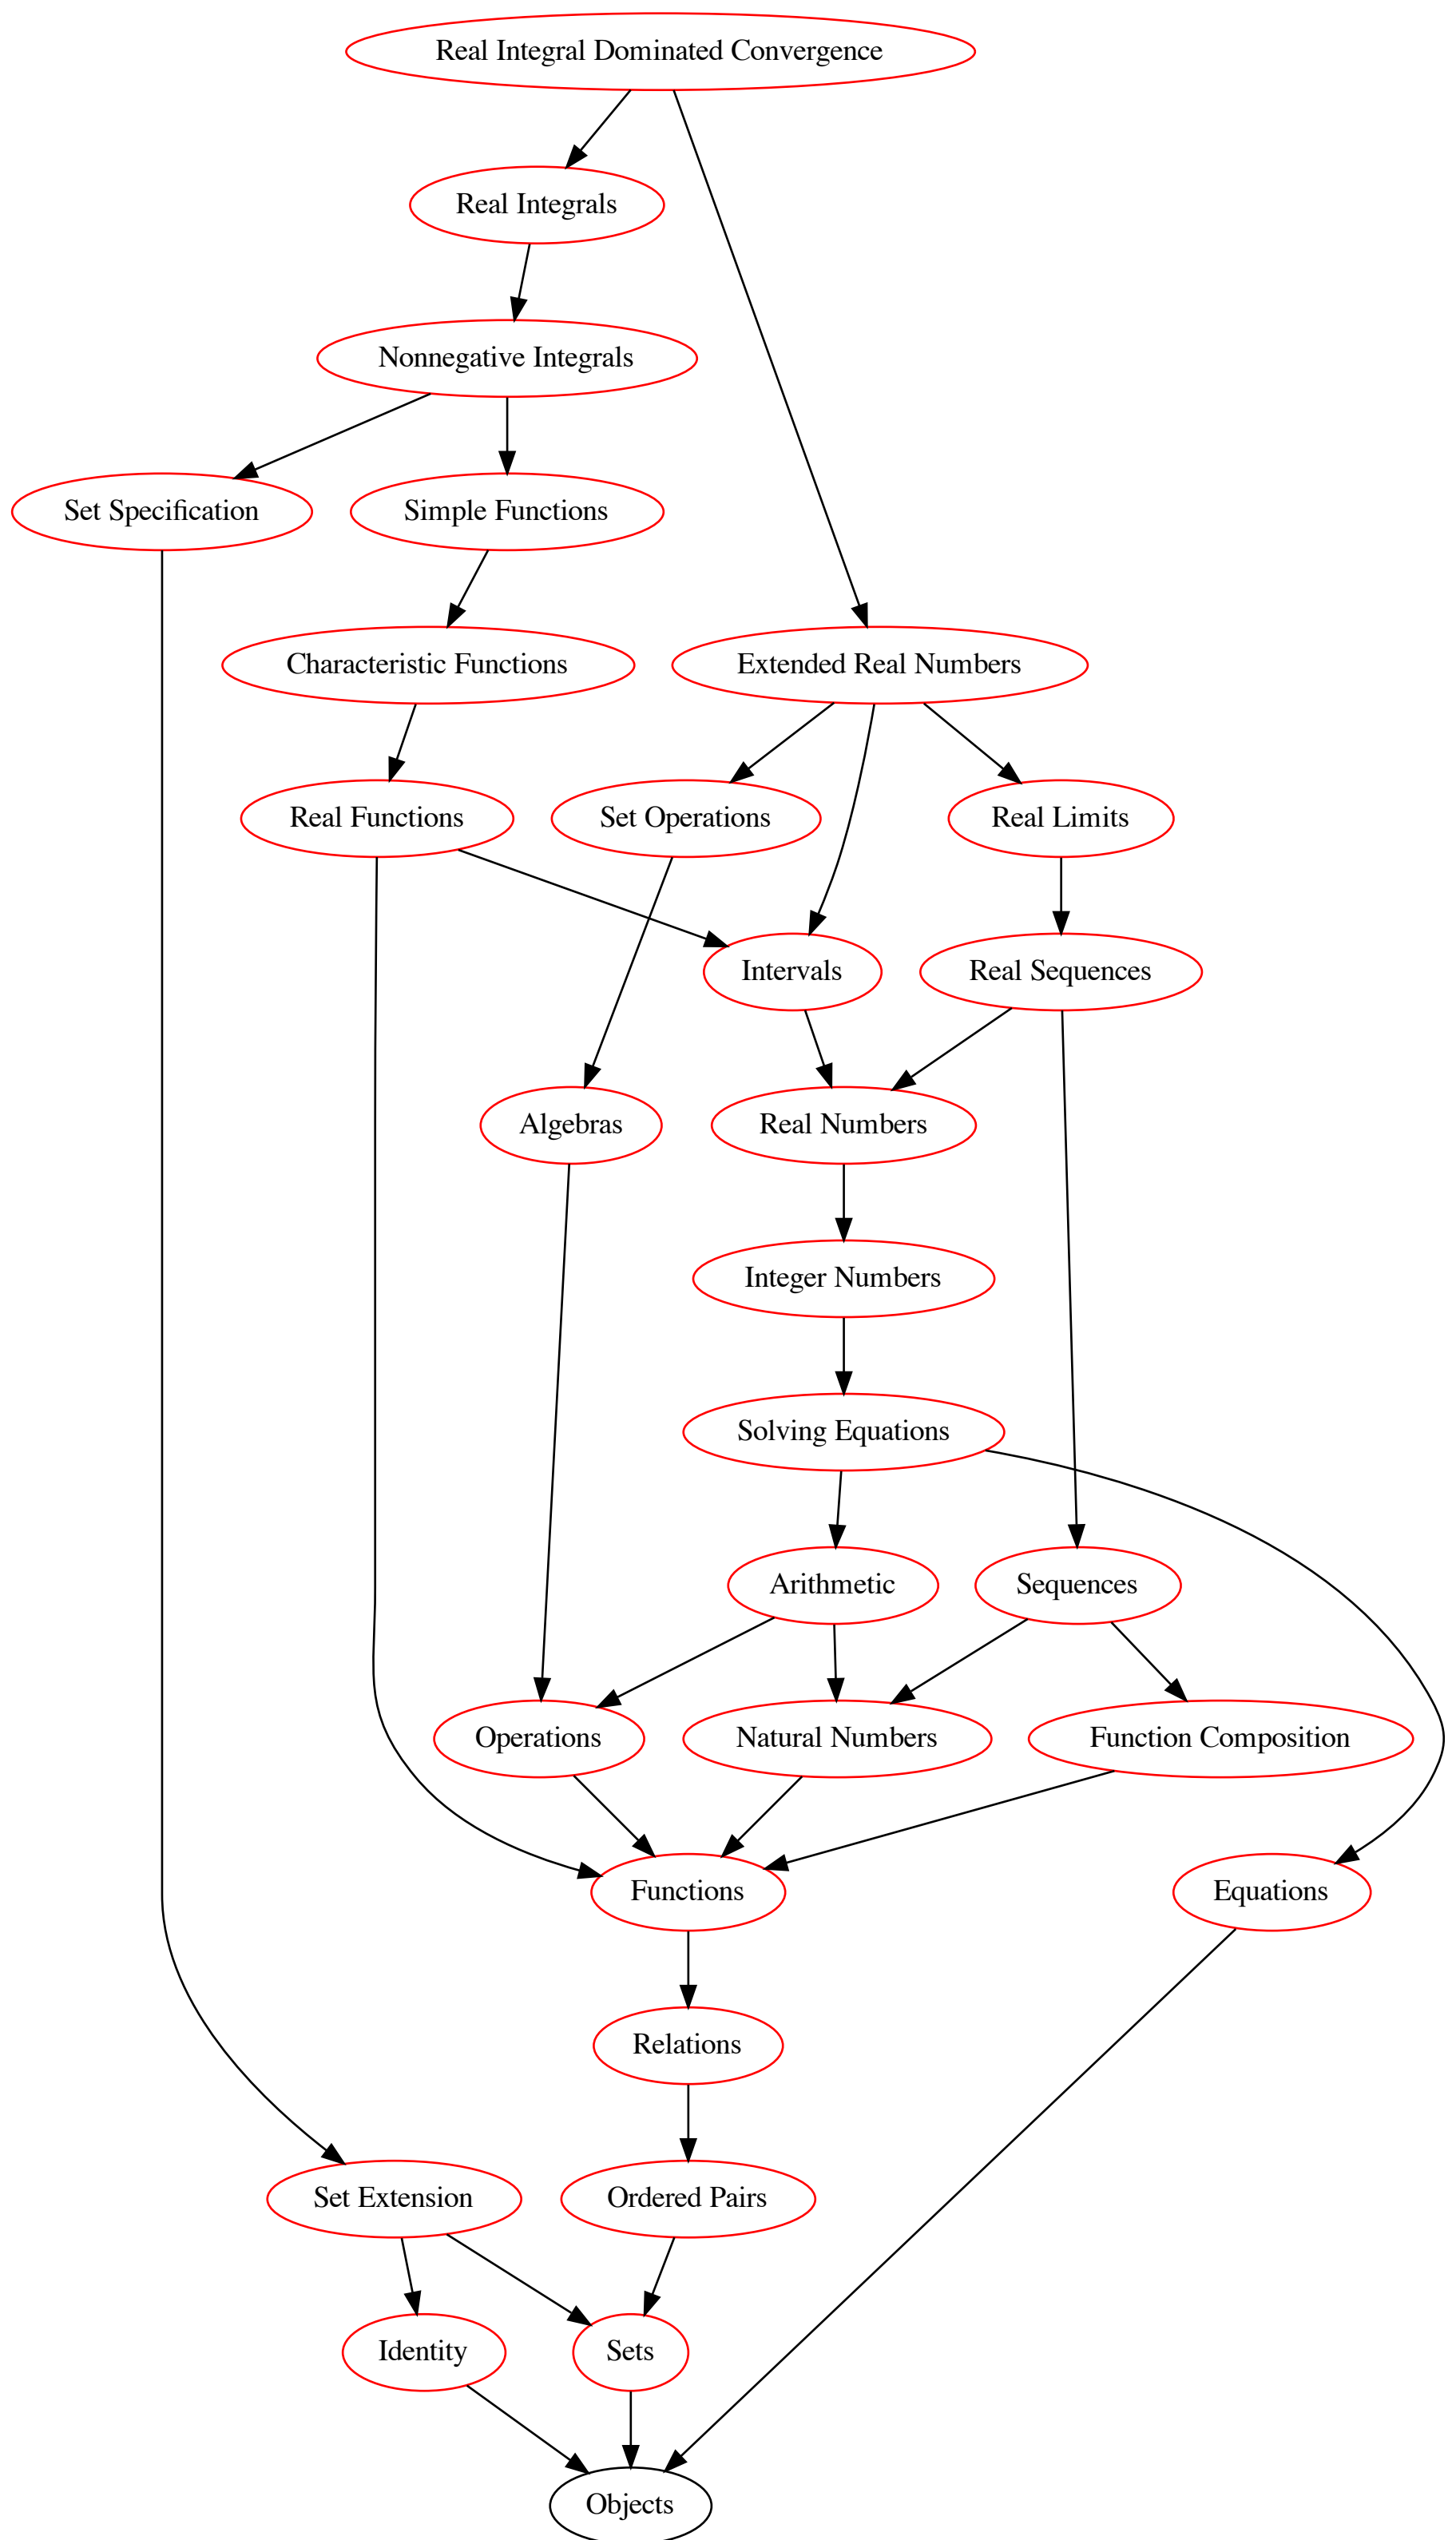 Real Integral Dominated Convergence
Real Integrals
Nonnegative Integrals
Set Specification
Simple Functions
Characteristic Functions
Extended Real Numbers
Real Functions
Set Operations
Real Limits
Intervals
Real Sequences
Algebras
Real Numbers
Integer Numbers
Solving Equations
Arithmetic
Sequences
Operations
Natural Numbers
Function Composition
Functions
Equations
Relations
Set Extension
Ordered Pairs
Identity
Sets
Objects